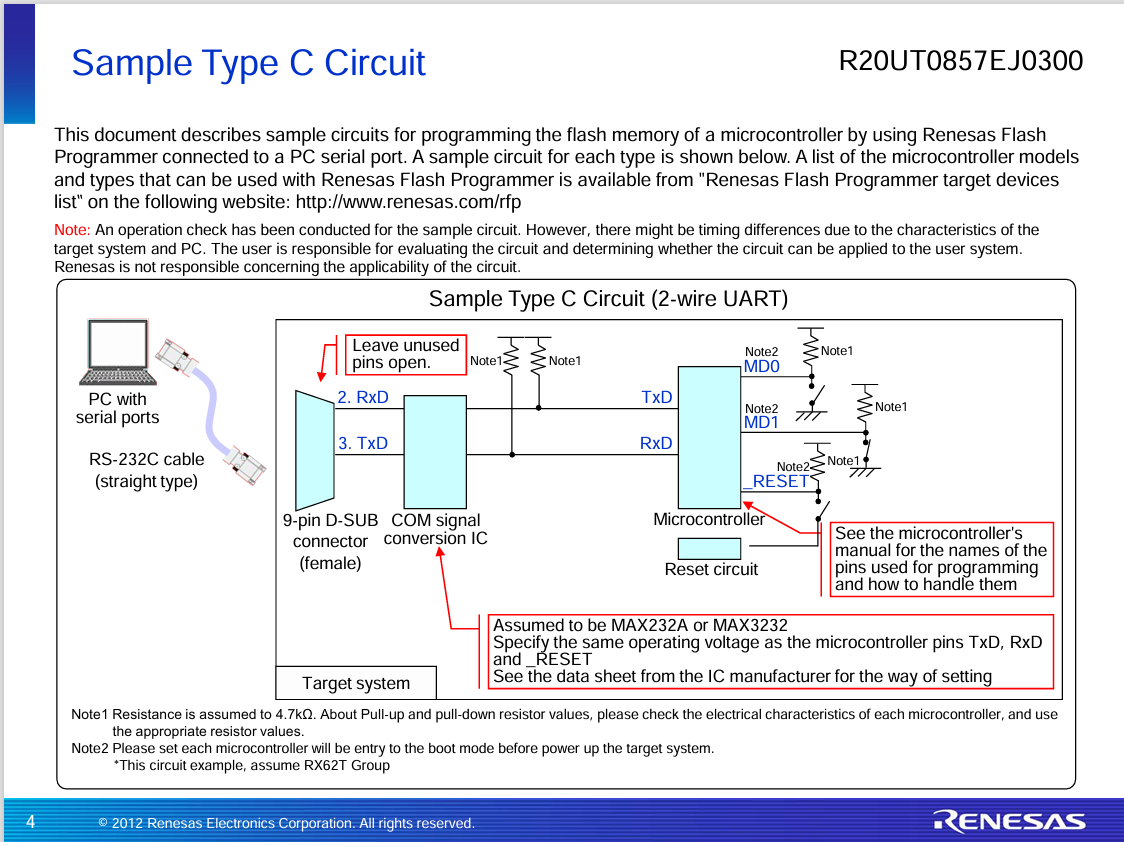 Sample Type C Circuit
R20UT0857EJ0300
This document describes sample circuits for programming the flash memory of a microcontroller by using Renesas Flash
Programmer connected to a PC serial port. A sample circuit for each type is shown below. A list of the microcontroller models
and types that can be used with Renesas Flash Programmer is available from "Renesas Flash Programmer target devices
list" on the following website: http://www.renesas.com/rfp
Note: An operation check has been conducted for the sample circuit. However, there might be timing differences due to the characteristics of the
target system and PC. The user is responsible for evaluating the circuit and determining whether the circuit can be applied to the user system.
Renesas is not responsible concerning the applicability of the circuit.
Sample Type C Circuit (2-wire UART)
PC with
serial ports
RS-232C cable
(straight type)
Leave unused
pins open.
Note1
Note1
2. RxD
3. TxD
9-pin D-SUB
connector
(female)
COM signal
conversion IC
TxD
RxD
Note2
MD0
Note1
Note2
MD1
Note1
Note2
Note1
_RESET
Microcontroller
Reset circuit
See the microcontroller's
manual for the names of the
pins used for programming
and how to handle them
Assumed to be MAX232A or MAX3232
Specify the same operating voltage as the microcontroller pins TxD, RxD
and _RESET
See the data sheet from the IC manufacturer for the way of setting
Target system
Note1 Resistance is assumed to 4.7kΩ. About Pull-up and pull-down resistor values, please check the electrical characteristics of each microcontroller, and use
the appropriate resistor values.
Note2 Please set each microcontroller will be entry to the boot mode before power up the target system.
*This circuit example, assume RX62T Group
4
© 2012 Renesas Electronics Corporation. All rights reserved.
RENESAS